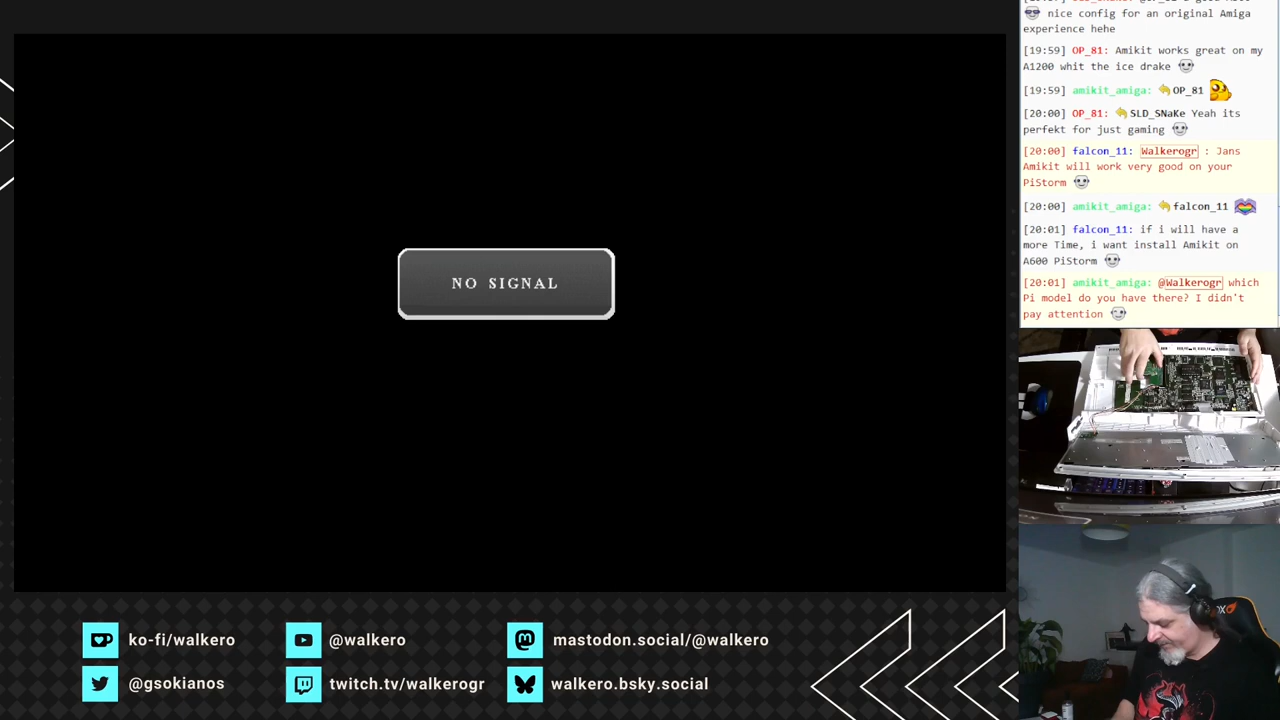 nice config for an original Amiga
experience hehe
[19:59] OP_81: Amikit works great on my
A1200 whit the ice drake
[19:59] amikit_amiga: OP_81
[20:00] OP_81: SLD_SNaKe Yeah its
perfekt for just gaming
[20:00] falcon_11: Walkerogr : Jans
Amikit will work very good on your
PiStorm
[20:00] amikit_amiga: falcon_11
[20:01] falcon_11: if i will have a
more Time, i want install Amikit on
A600 PiStorm
[20:01] amikit_amiga: @Walkerogr which
Pi model do you have there? I didn't
pay attention
NO SIGNAL
ko-fi/walkero
@walkero
mastodon.social/@walkero
@gsokianos
twitch.tv/walkerogr
walkero.bsky.social